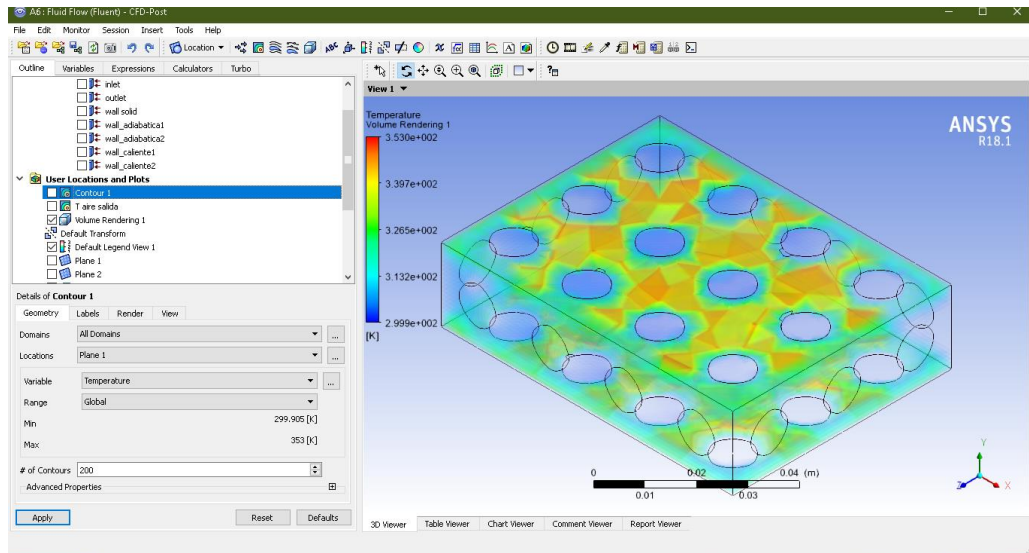 A6 : Fluid Flow (Fluent) - CFD-Post
File Edit Monitor Session Insert Tools Help
Location
Outline Variables Expressions Calculators Turbo
inlet
outlet
wall solid
wall_adiabatica1
wall_adiabatica2
wall_caliente1
wall_caliente2
User Locations and Plots
Contour 1
T aire salida
Volume Rendering 1
Default Transform
Default Legend View 1
Plane 1
Plane 2
Details of Contour 1
Geometry Labels Render View
Domains All Domains ...
Locations Plane 1 ...
Variable Temperature ...
Range Global
Min 299.905 [K]
Max 353 [K]
# of Contours 200
Advanced Properties
Apply Reset Defaults
View 1
Temperature
Volume Rendering 1
3.530e+002
3.397e+002
3.265e+002
3.132e+002
2.999e+002
[K]
ANSYS
R18.1
0 0.02 0.04 (m)
0.01 0.03
Y
Z X
3D Viewer Table Viewer Chart Viewer Comment Viewer Report Viewer